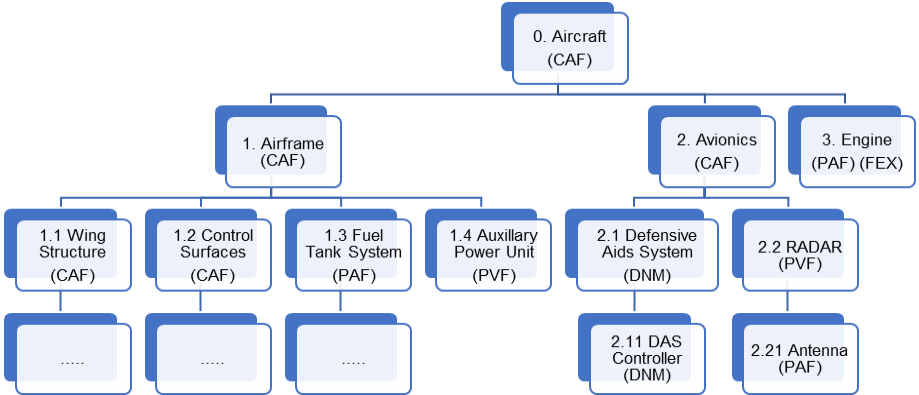 0. Aircraft
(CAF)
1. Airframe
(CAF)
2. Avionics
(CAF)
3. Engine
(PAF) (FEX)
1.1 Wing
Structure
(CAF)
1.2 Control
Surfaces
(CAF)
1.3 Fuel
Tank System
(PAF)
1.4 Auxillary
Power Unit
(PVF)
2.1 Defensive
Aids System
(DNM)
2.2 RADAR
(PVF)
.....
.....
.....
2.11 DAS
Controller
(DNM)
2.21 Antenna
(PAF)